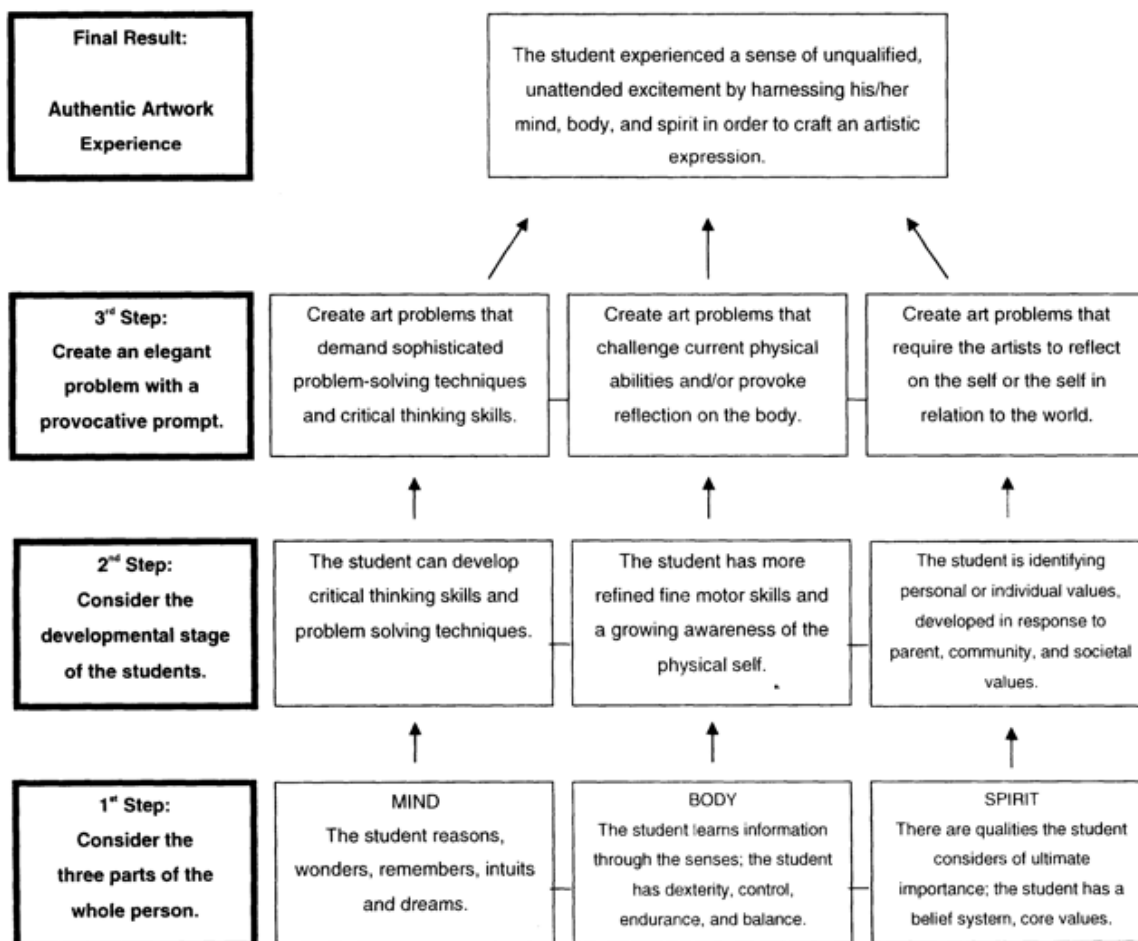 Final Result:
Authentic Artwork
Experience
The student experienced a sense of unqualified,
unattended excitement by harnessing his/her
mind, body, and spirit in order to craft an artistic
expression.
3rd Step:
Create an elegant
problem with a
provocative prompt.
Create art problems that
demand sophisticated
problem-solving techniques
and critical thinking skills.
Create art problems that
challenge current physical
abilities and/or provoke
reflection on the body.
Create art problems that
require the artists to reflect
on the self or the self in
relation to the world.
2nd Step:
Consider the
developmental stage
of the students.
The student can develop
critical thinking skills and
problem solving techniques.
The student has more
refined fine motor skills and
a growing awareness of the
physical self.
The student is identifying
personal or individual values,
developed in response to
parent, community, and societal
values.
1st Step:
Consider the
three parts of the
whole person.
MIND
The student reasons,
wonders, remembers, intuits
and dreams.
BODY
The student learns information
through the senses; the student
has dexterity, control,
endurance, and balance.
SPIRIT
There are qualities the student
considers of ultimate
importance; the student has a
belief system, core values.